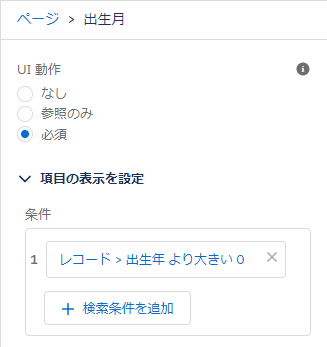 ページ > 出生月
UI 動作
なし
参照のみ
必須
項目の表示を設定
条件
1 レコード > 出生年 より大きい 0
+ 検索条件を追加